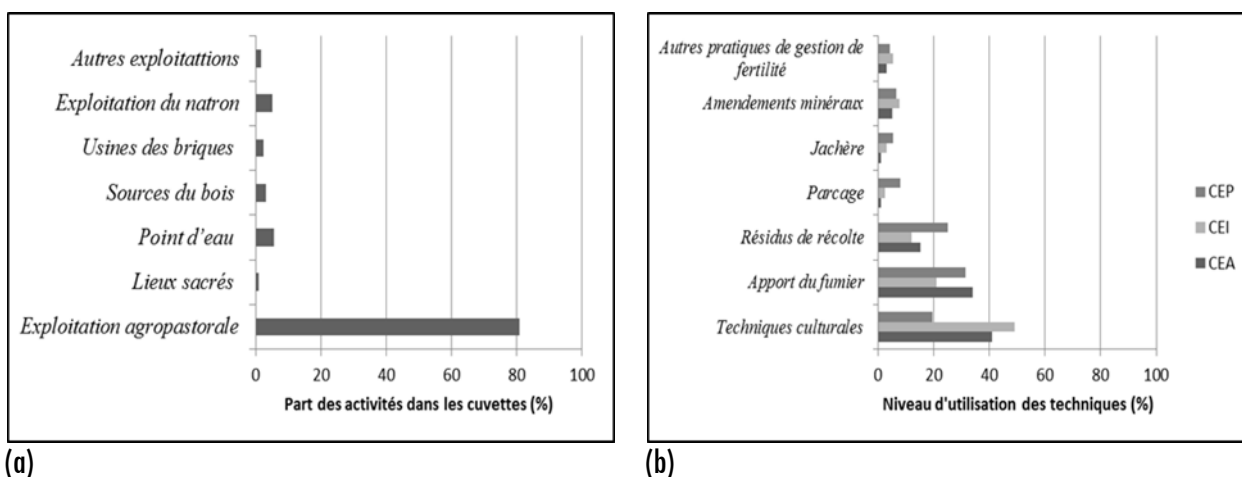 Autres exploitattions
Exploitation du natron
Usines des briques
Sources du bois
Point d'eau
Lieux sacrés
Exploitation agropastorale
0 20 40 60 80 100
Part des activités dans les cuvettes (%)
(a)
Autres pratiques de gestion de
fertilité
Amendements minéraux
Jachère
Parcage
Résidus de récolte
Apport du fumier
Techniques culturales
0 20 40 60 80 100
Niveau d'utilisation des techniques (%)
CEP
CEI
CEA
(b)